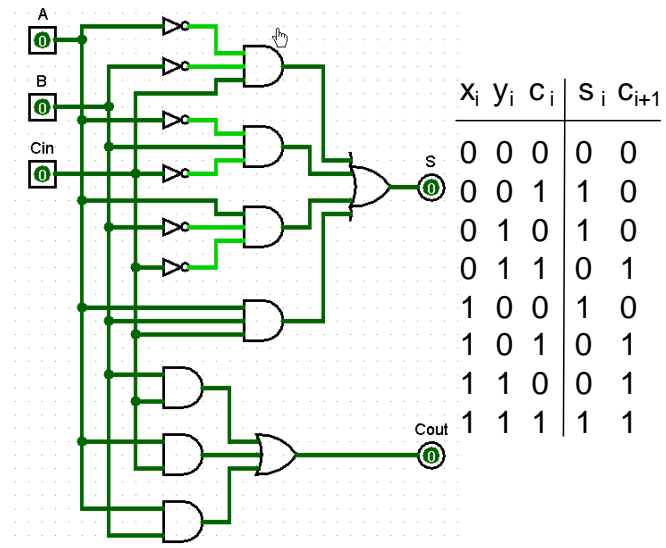 A
0
B
0
Cin
0
S
0
Cout
0
xi yi ci si ci+1
0 0 0 0 0
0 0 1 1 0
0 1 0 1 0
0 1 1 0 1
1 0 0 1 0
1 0 1 0 1
1 1 0 0 1
1 1 1 1 1